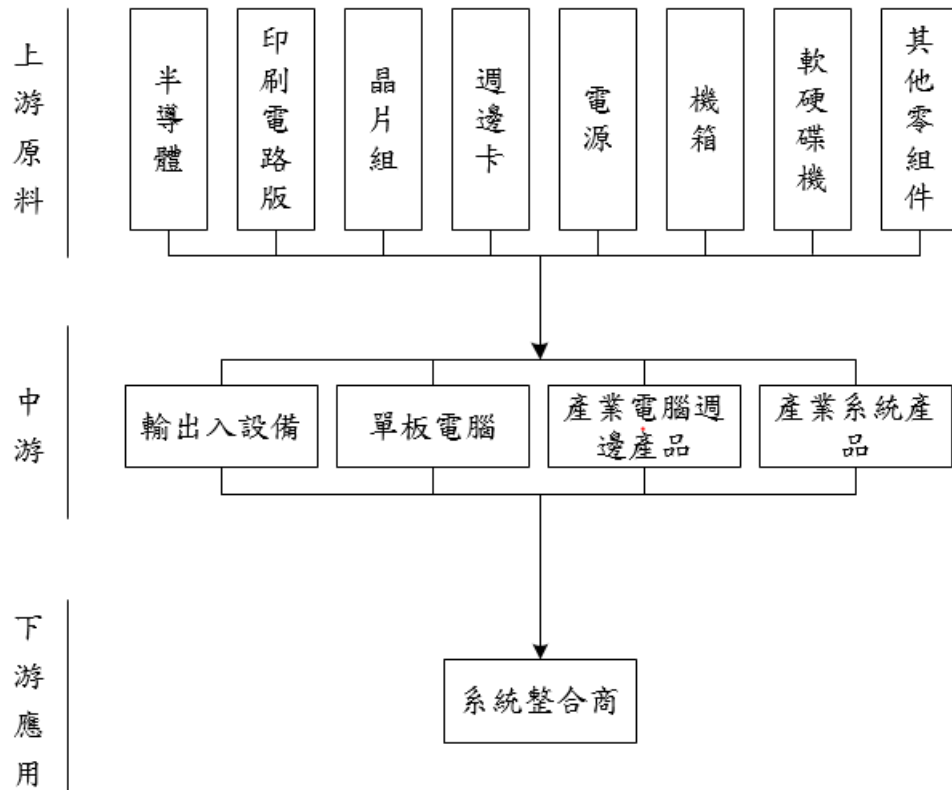 上游原料
半導體
印刷電路版
晶片組
週邊卡
電源
機箱
軟硬碟機
其他零組件
中游
輸出入設備
單板電腦
產業電腦週
邊產品
產業系統產
品
下游應用
系統整合商